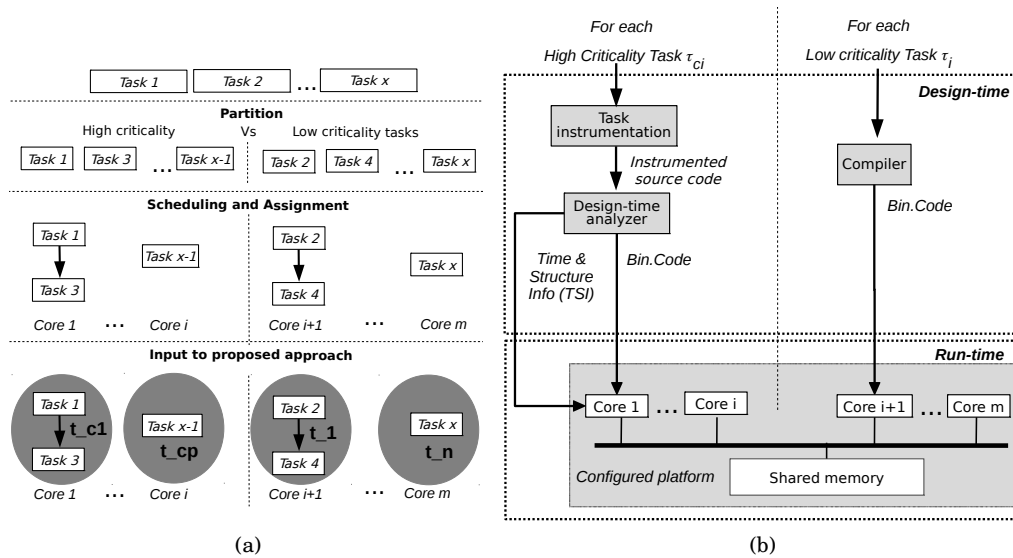 Task 1 Task 2 ... Task x
Partition
High criticality Vs Low criticality tasks
Task 1 Task 3 ... Task x-1 Task 2 Task 4 ... Task x
Scheduling and Assignment
Task 1 Task 2
Task x-1 Task x
Task 3 Task 4
Core 1 ... Core i Core i+1 ... Core m
Input to proposed approach
Task 1 Task 2
t_c1 Task x-1 t_1 Task x
Task 3 t_cp Task 4 t_n
Core 1 ... Core i Core i+1 ... Core m
(a)
For each
High Criticality Task τci
For each
Low criticality Task τi
Design-time
Task
instrumentation
Instrumented
source code
Design-time
analyzer
Time &
Structure
Info (TSI)
Bin.Code
Compiler
Bin.Code
Run-time
Core 1 ... Core i Core i+1 ... Core m
Configured platform
Shared memory
(b)